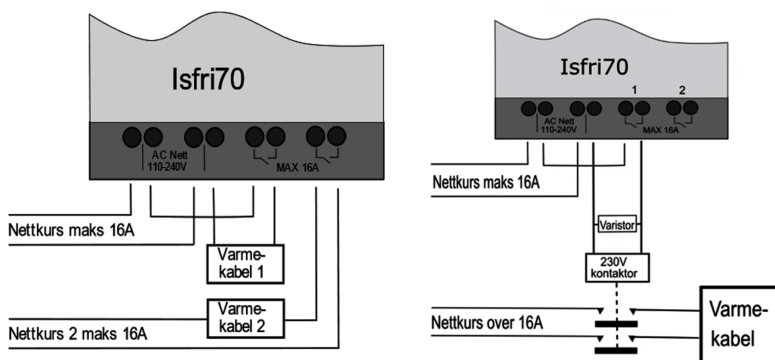 Isfri70
AC Nett
110-240V
MAX 16A
Nettkurs maks 16A
Varme-
kabel 1
Varme-
kabel 2
Nettkurs 2 maks 16A
Isfri70
1
2
AC Nett
110-240V
MAX 16A
Nettkurs maks 16A
Varistor
230V
kontaktor
Nettkurs over 16A
Varme-
kabel